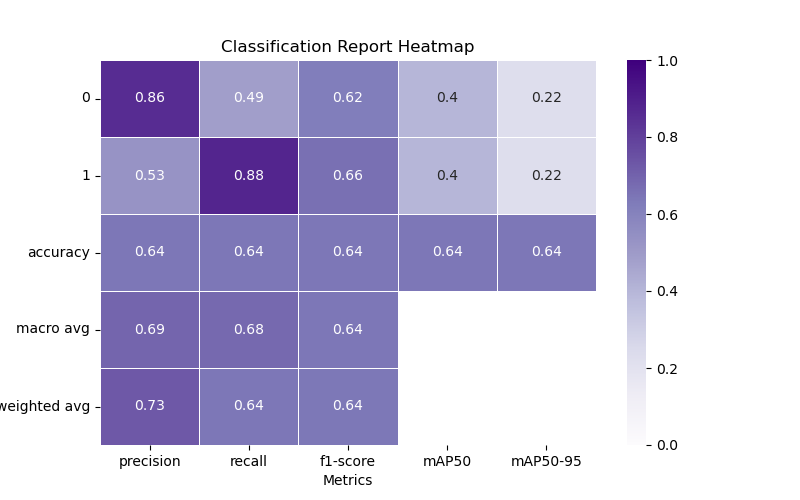 Classification Report Heatmap
0 0.86 0.49 0.62 0.4 0.22
1 0.53 0.88 0.66 0.4 0.22
accuracy 0.64 0.64 0.64 0.64 0.64
macro avg 0.69 0.68 0.64
weighted avg 0.73 0.64 0.64
precision recall f1-score mAP50 mAP50-95
Metrics
1.0
0.8
0.6
0.4
0.2
0.0